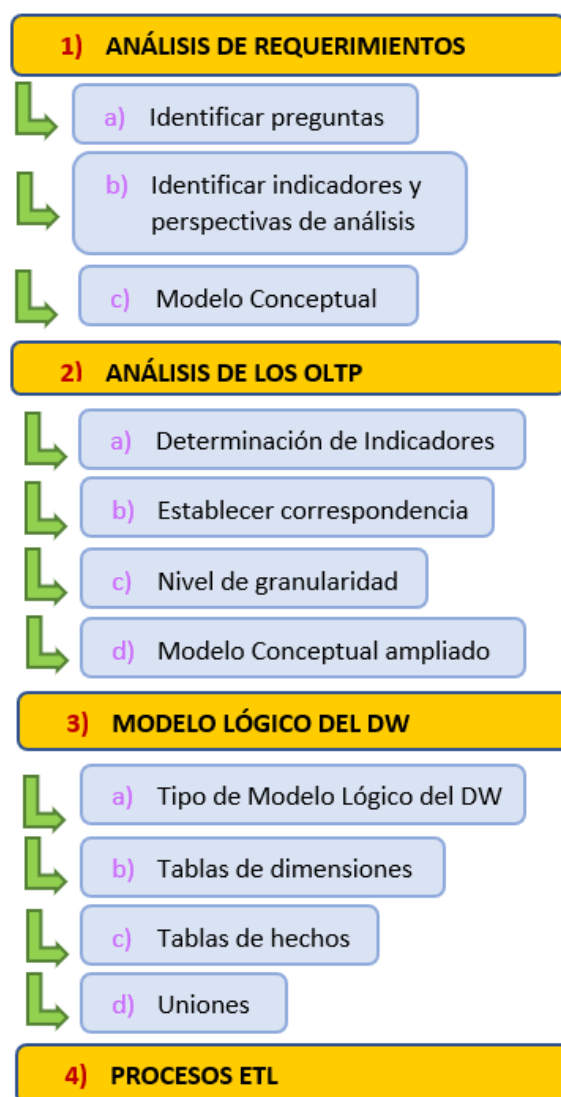 1) ANÁLISIS DE REQUERIMIENTOS
a) Identificar preguntas
b) Identificar indicadores y
perspectivas de análisis
c) Modelo Conceptual
2) ANÁLISIS DE LOS OLTP
a) Determinación de Indicadores
b) Establecer correspondencia
c) Nivel de granularidad
d) Modelo Conceptual ampliado
3) MODELO LÓGICO DEL DW
a) Tipo de Modelo Lógico del DW
b) Tablas de dimensiones
c) Tablas de hechos
d) Uniones
4) PROCESOS ETL